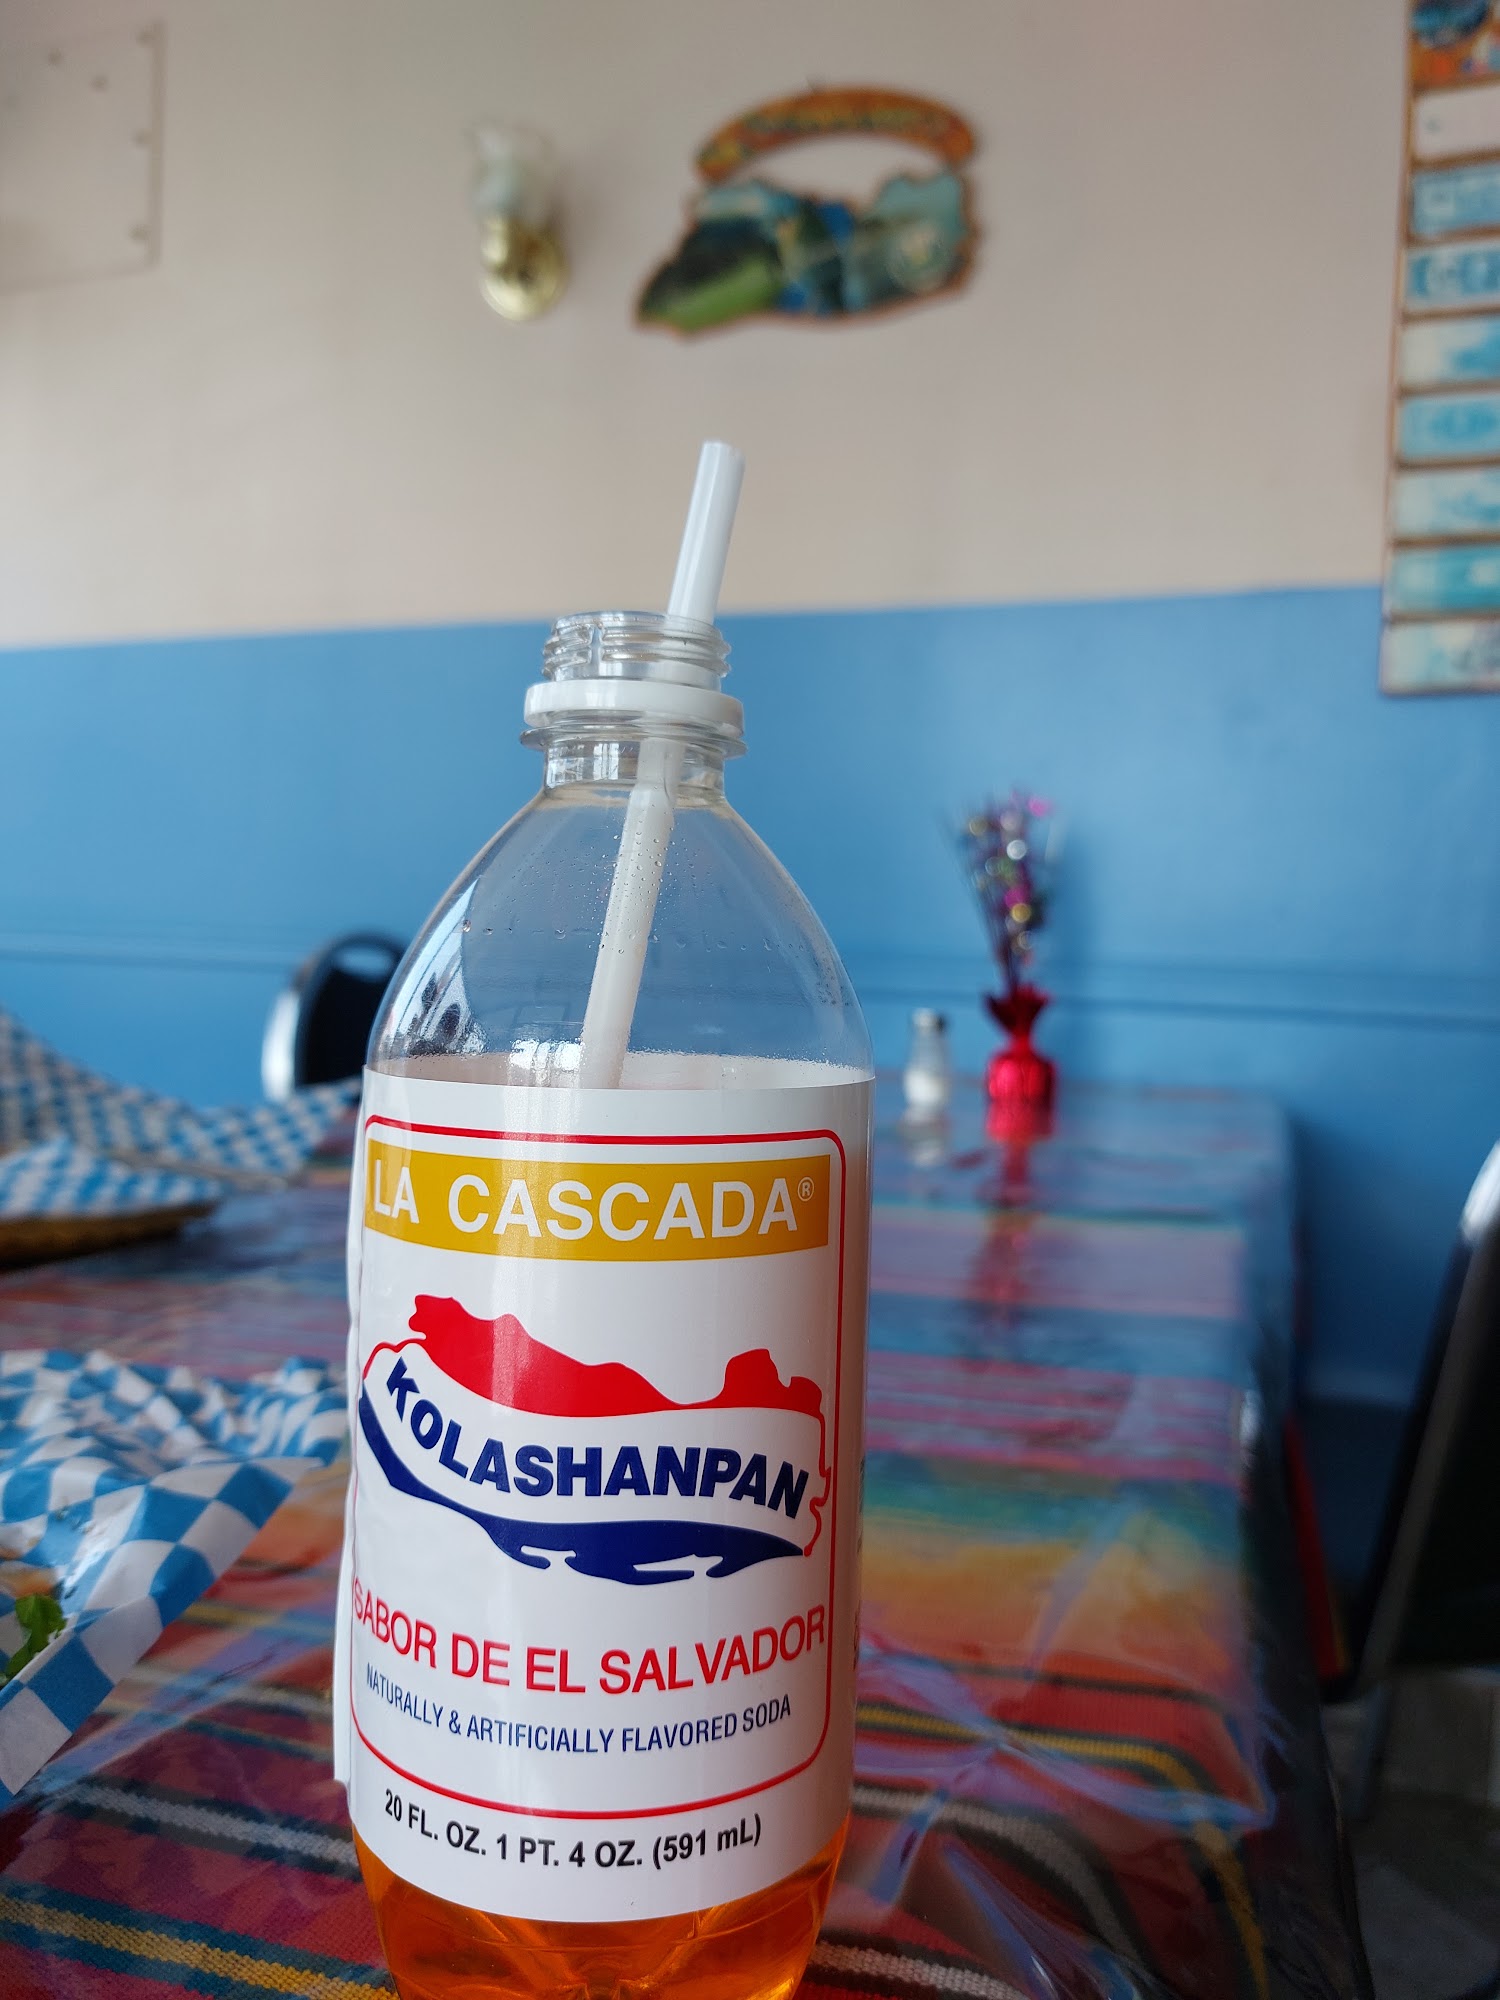 LA CASCADA®
KOLASHANPAN
SABOR DE EL SALVADOR
NATURALLY & ARTIFICIALLY FLAVORED SODA
20 FL. OZ. 1 PT. 4 OZ. (591 mL)